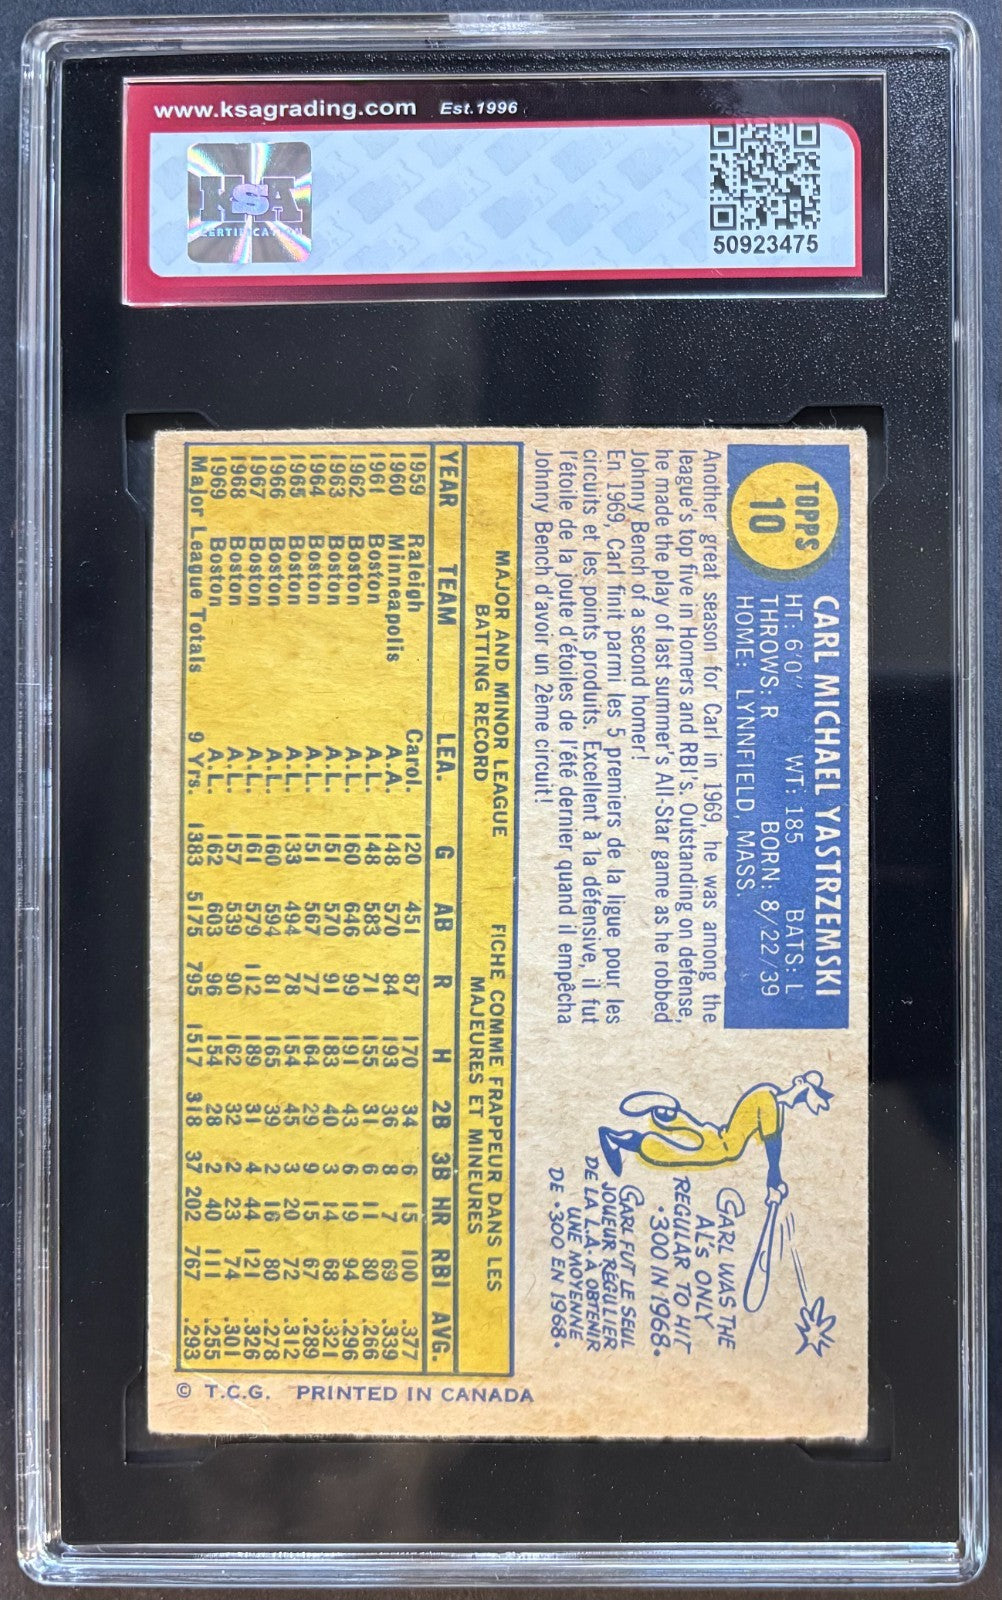 www.ksagrading.com Est.1996
KSA
CERTIFICATION
50923475
TOPPS
10
CARL MICHAEL YASTRZEMSKI
HT: 6'0" WT: 185 BATS: L
THROWS: R BORN: 8/22/39
HOME: LYNNFIELD, MASS.
Another great season for Carl in 1969, he was among the
league's top five in Homers and RBI's. Outstanding on defense,
he made the play of last summer's All-Star game as he robbed
Johnny Bench of a second homer!
En 1969, Carl finit parmi les 5 premiers de la ligue pour les
circuits et les points produits. Excellent à la défensive, il fut
l'étoile de la joute d'étoiles de l'été dernier quand il empêcha
Johnny Bench d'avoir un 2ème circuit!
CARL WAS THE
AL'S ONLY
REGULAR TO HIT
.300 IN 1968.
CARL FUT LE SEUL
JOUEUR RÉGULIER
DE LA L.A. À OBTENIR
UNE MOYENNE
DE .300 EN 1968.
MAJOR AND MINOR LEAGUE
BATTING RECORD
FICHE COMME FRAPPEUR DANS LES
MAJEURES ET MINEURES
YEAR TEAM LEA. G AB R H 2B 3B HR RBI AVG.
1959 Raleigh Carol. 120 451 87 170 34 6 15 100 .377
1960 Minneapolis A.A. 148 570 84 193 36 8 7 69 .339
1961 Boston A.L. 148 583 71 155 31 6 11 80 .266
1962 Boston A.L. 160 646 99 191 43 6 19 94 .296
1963 Boston A.L. 151 570 91 183 40 3 14 68 .321
1964 Boston A.L. 151 567 77 164 29 9 15 67 .289
1965 Boston A.L. 133 494 78 154 45 3 20 72 .312
1966 Boston A.L. 160 594 81 165 39 2 16 80 .278
1967 Boston A.L. 161 579 112 189 31 4 44 121 .326
1968 Boston A.L. 157 539 90 162 32 2 23 74 .301
1969 Boston A.L. 162 603 96 154 28 2 40 111 .255
Major League Totals 9 Yrs. 1383 5175 795 1517 318 37 202 767 .293
© T.C.G. PRINTED IN CANADA